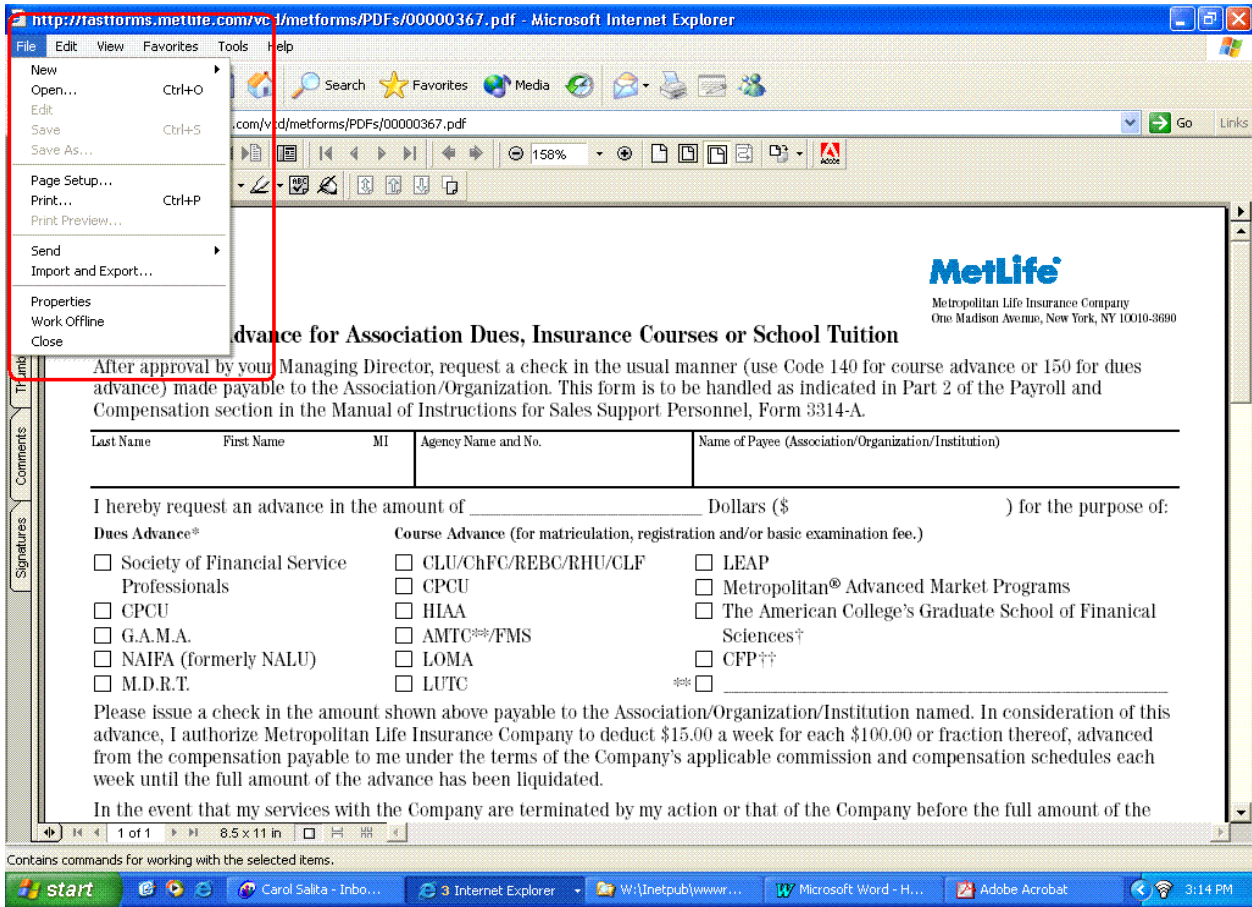 http://fastforms.metlife.com/vcd/metforms/PDFs/00000367.pdf - Microsoft Internet Explorer
File Edit View Favorites Tools Help
New
Open... Ctrl+O
Edit
Save Ctrl+S
Save As...
Page Setup...
Print... Ctrl+P
Print Preview...
Send
Import and Export...
Properties
Work Offline
Close
Search Favorites Media
.com/vcd/metforms/PDFs/00000367.pdf Go Links
158% Adobe
MetLife
Metropolitan Life Insurance Company
One Madison Avenue, New York, NY 10010-3690
dvance for Association Dues, Insurance Courses or School Tuition
After approval by your Managing Director, request a check in the usual manner (use Code 140 for course advance or 150 for dues
advance) made payable to the Association/Organization. This form is to be handled as indicated in Part 2 of the Payroll and
Compensation section in the Manual of Instructions for Sales Support Personnel, Form 3314-A.
Last Name First Name MI Agency Name and No. Name of Payee (Association/Organization/Institution)
I hereby request an advance in the amount of ____ Dollars ($ ) for the purpose of:
Dues Advance* Course Advance (for matriculation, registration and/or basic examination fee.)
Society of Financial Service CLU/ChFC/REBC/RHU/CLF LEAP
Professionals CPCU Metropolitan® Advanced Market Programs
CPCU HIAA The American College's Graduate School of Finanical
G.A.M.A. AMTC**/FMS Sciences†
NAIFA (formerly NALU) LOMA CFP††
M.D.R.T. LUTC ** ____
Please issue a check in the amount shown above payable to the Association/Organization/Institution named. In consideration of this
advance, I authorize Metropolitan Life Insurance Company to deduct $15.00 a week for each $100.00 or fraction thereof, advanced
from the compensation payable to me under the terms of the Company's applicable commission and compensation schedules each
week until the full amount of the advance has been liquidated.
In the event that my services with the Company are terminated by my action or that of the Company before the full amount of the
Comments
Signatures
1 of 1 8.5 x 11 in
Contains commands for working with the selected items.
start Carol Salita - Inbo... 3 Internet Explorer W:\Inetpub\wwwr... Microsoft Word - H... Adobe Acrobat 3:14 PM